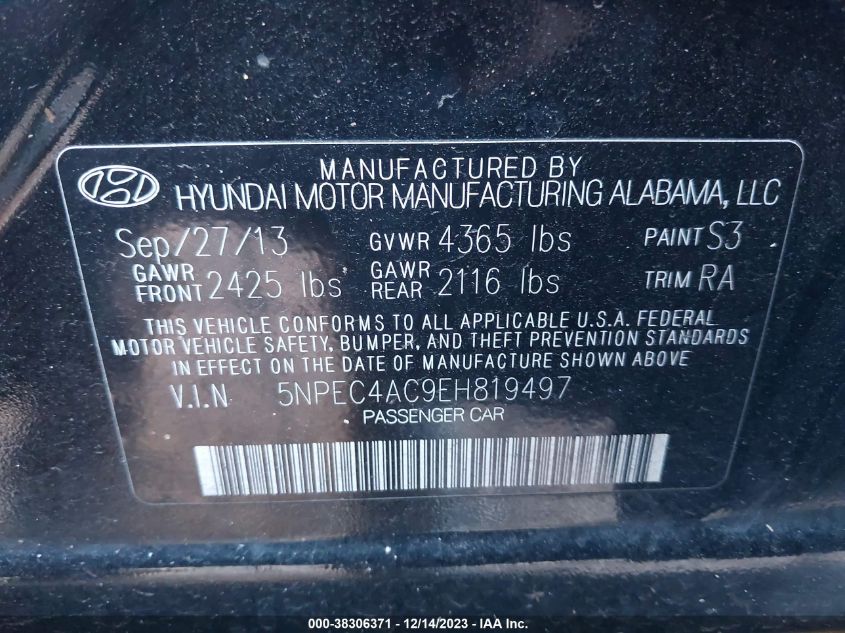 MANUFACTURED BY
HYUNDAI MOTOR MANUFACTURING ALABAMA, LLC
Sep/27/13 GVWR 4365 lbs PAINT S3
GAWR FRONT 2425 lbs GAWR REAR 2116 lbs TRIM RA
THIS VEHICLE CONFORMS TO ALL APPLICABLE U.S.A. FEDERAL
MOTOR VEHICLE SAFETY, BUMPER, AND THEFT PREVENTION STANDARDS
IN EFFECT ON THE DATE OF MANUFACTURE SHOWN ABOVE
V.I.N 5NPEC4AC9EH819497
PASSENGER CAR
000-38306371 - 12/14/2023 - IAA Inc.